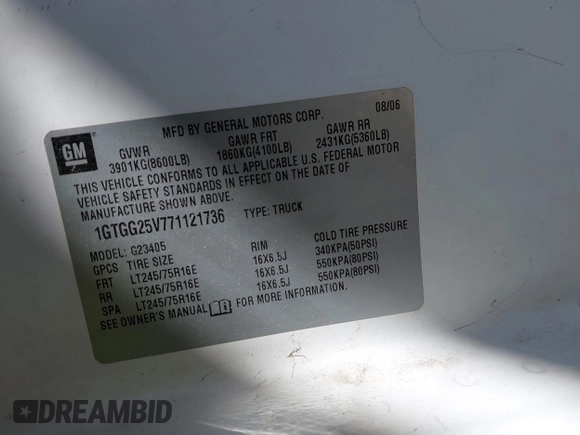 MFD BY GENERAL MOTORS CORP. 08/06
GM
GVWR GAWR FRT GAWR RR
3901KG(8600LB) 1860KG(4100LB) 2431KG(5360LB)
THIS VEHICLE CONFORMS TO ALL APPLICABLE U.S. FEDERAL MOTOR
VEHICLE SAFETY STANDARDS IN EFFECT ON THE DATE OF
MANUFACTURE SHOWN ABOVE.
1GTGG25V771121736 TYPE: TRUCK
MODEL: G23405
GPCS TIRE SIZE RIM COLD TIRE PRESSURE
FRT LT245/75R16E 16X6.5J 340KPA(50PSI)
RR LT245/75R16E 16X6.5J 550KPA(80PSI)
SPA LT245/75R16E 16X6.5J 550KPA(80PSI)
SEE OWNER'S MANUAL FOR MORE INFORMATION.
DREAMBID